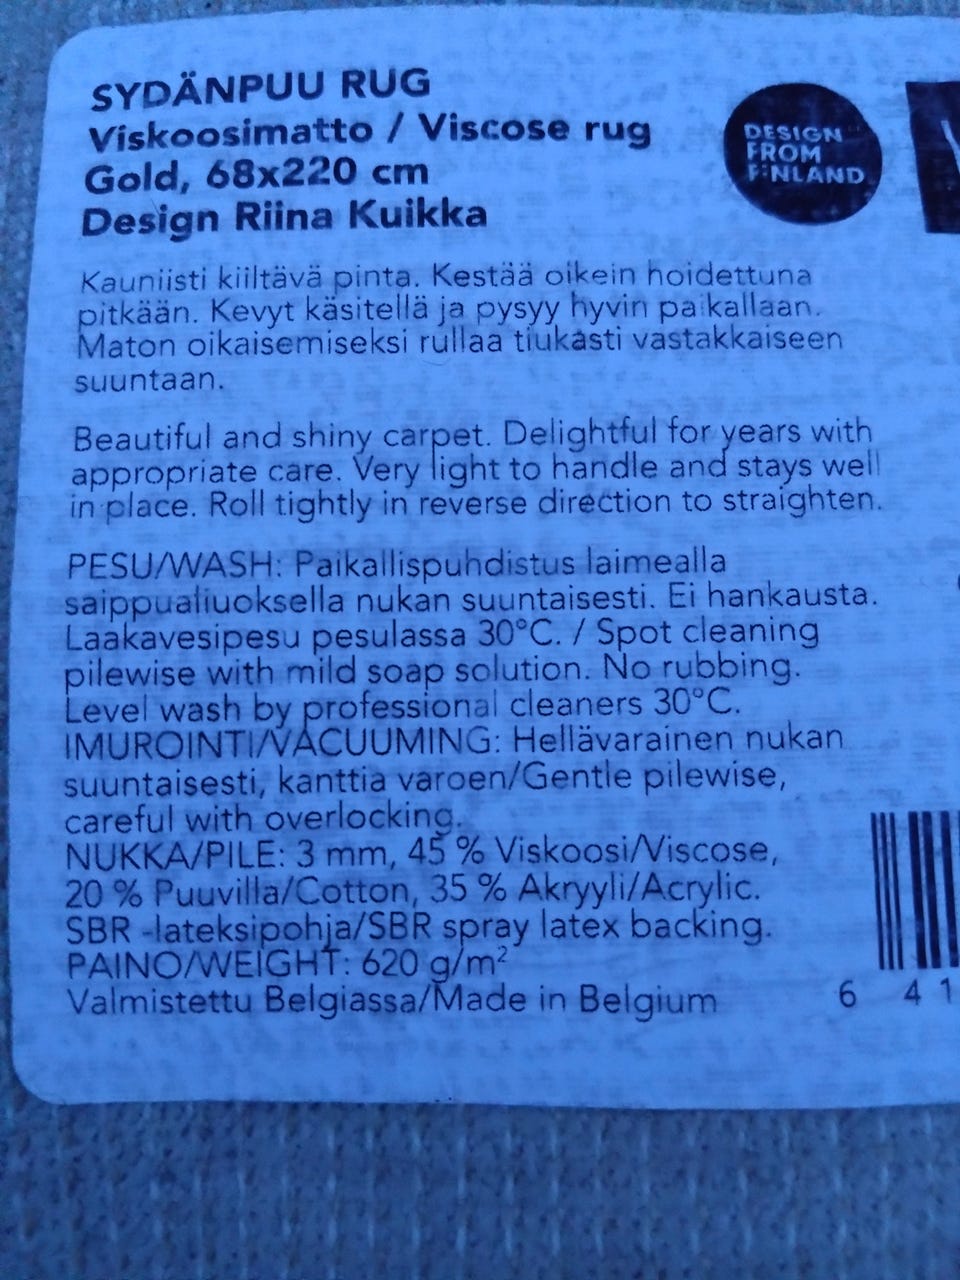 SYDÄNPUU RUG
Viskoosimatto / Viscose rug
Gold, 68x220 cm
Design Riina Kuikka
DESIGN
FROM
FINLAND
Kauniisti kiiltävä pinta. Kestää oikein hoidettuna
pitkään. Kevyt käsitellä ja pysyy hyvin paikallaan.
Maton oikaisemiseksi rullaa tiukasti vastakkaiseen
suuntaan.
Beautiful and shiny carpet. Delightful for years with
appropriate care. Very light to handle and stays well
in place. Roll tightly in reverse direction to straighten.
PESU/WASH: Paikallispuhdistus laimealla
saippualiuoksella nukan suuntaisesti. Ei hankausta.
Laakavesipesu pesulassa 30°C. / Spot cleaning
pilewise with mild soap solution. No rubbing.
Level wash by professional cleaners 30°C.
IMUROINTI/VACUUMING: Hellävarainen nukan
suuntaisesti, kanttia varoen/Gentle pilewise,
careful with overlocking.
NUKKA/PILE: 3 mm, 45 % Viskoosi/Viscose,
20 % Puuvilla/Cotton, 35 % Akryyli/Acrylic.
SBR -lateksipohja/SBR spray latex backing.
PAINO/WEIGHT: 620 g/m²
Valmistettu Belgiassa/Made in Belgium
6 41